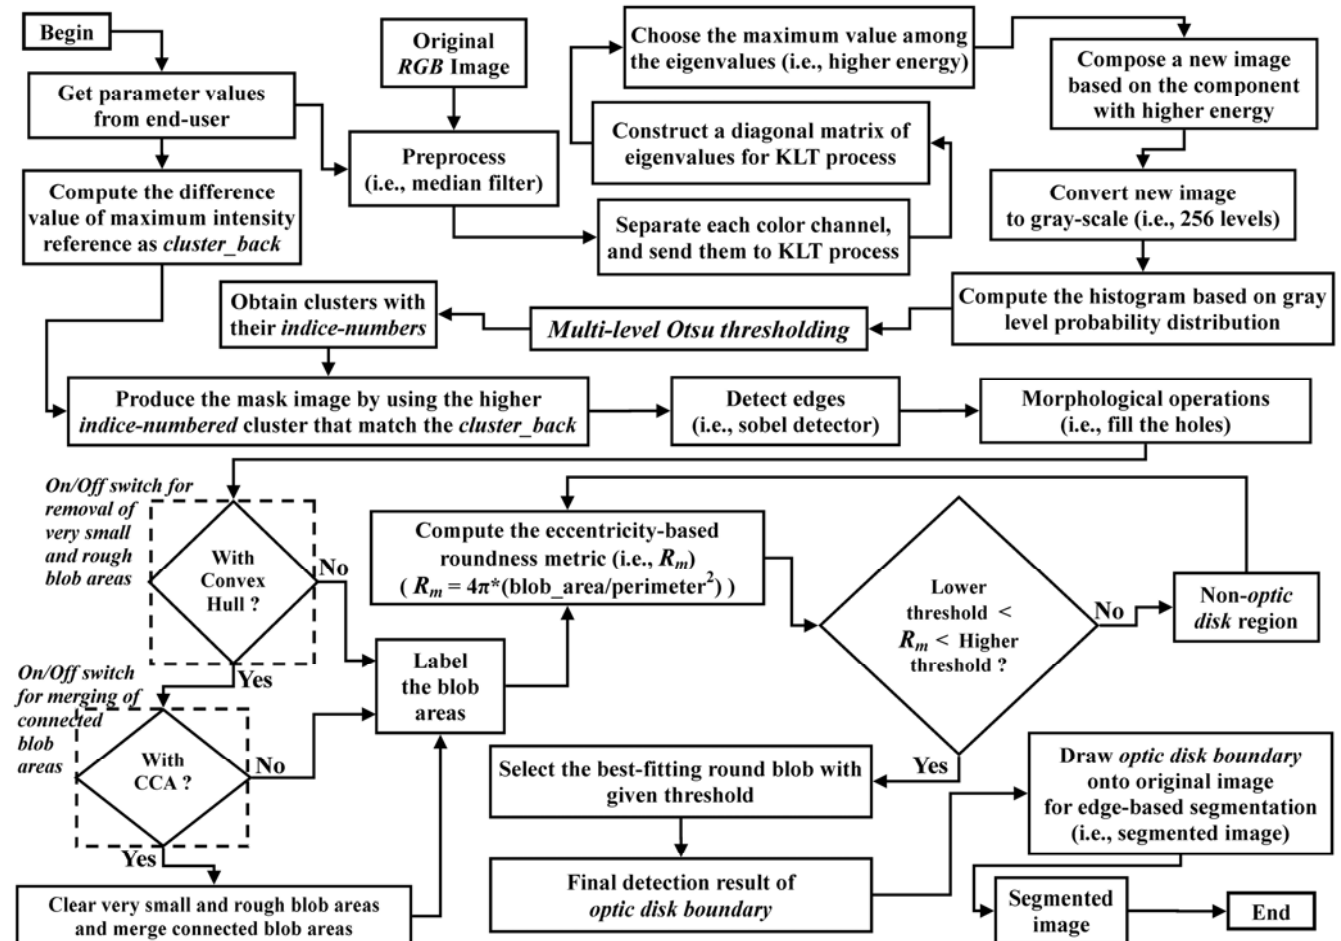 Begin
Get parameter values
from end-user
Compute the difference
value of maximum intensity
reference as cluster_back
Original
RGB Image
Preprocess
(i.e., median filter)
Separate each color channel,
and send them to KLT process
Construct a diagonal matrix of
eigenvalues for KLT process
Choose the maximum value among
the eigenvalues (i.e., higher energy)
Compose a new image
based on the component
with higher energy
Convert new image
to gray-scale (i.e., 256 levels)
Compute the histogram based on gray
level probability distribution
Multi-level Otsu thresholding
Obtain clusters with
their indice-numbers
Produce the mask image by using the higher
indice-numbered cluster that match the cluster_back
Detect edges
(i.e., sobel detector)
Morphological operations
(i.e., fill the holes)
On/Off switch for
removal of
very small
and rough
blob areas
With
Convex
Hull ?
No
Yes
On/Off switch
for merging of
connected
blob
areas
With
CCA ?
No
Yes
Clear very small and rough blob areas
and merge connected blob areas
Label
the blob
areas
Compute the eccentricity-based
roundness metric (i.e., Rm)
( Rm = 4π*(blob_area/perimeter²) )
Lower
threshold <
Rm < Higher
threshold ?
No
Non-optic
disk region
Yes
Select the best-fitting round blob with
given threshold
Final detection result of
optic disk boundary
Draw optic disk boundary
onto original image
for edge-based segmentation
(i.e., segmented image)
Segmented
image
End